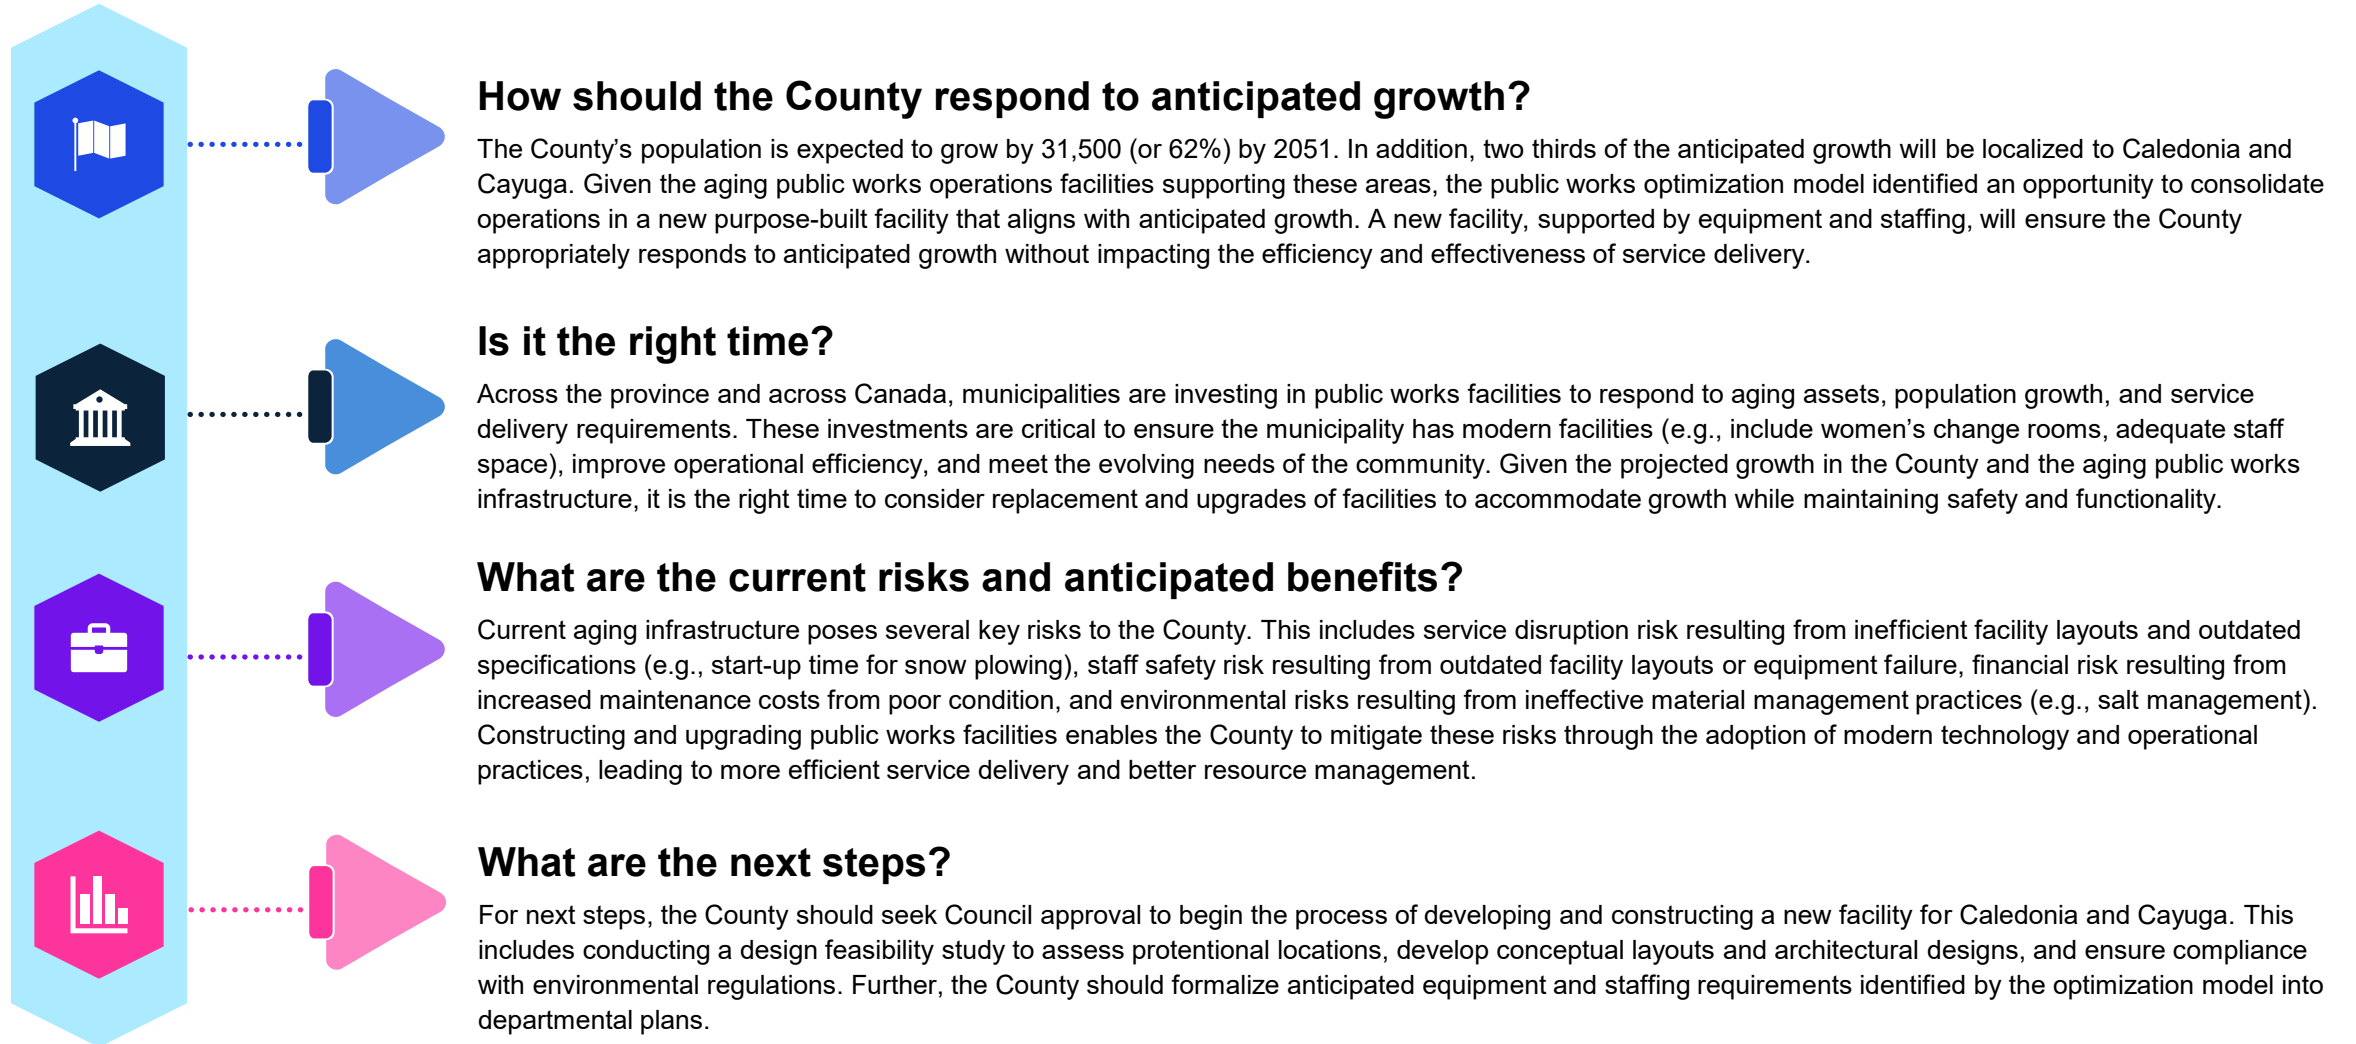 How should the County respond to anticipated growth?
The County’s population is expected to grow by 31,500 (or 62%) by 2051. In addition, two thirds of the anticipated growth will be localized to Caledonia and
Cayuga. Given the aging public works operations facilities supporting these areas, the public works optimization model identified an opportunity to consolidate
operations in a new purpose-built facility that aligns with anticipated growth. A new facility, supported by equipment and staffing, will ensure the County
appropriately responds to anticipated growth without impacting the efficiency and effectiveness of service delivery.
Is it the right time?
Across the province and across Canada, municipalities are investing in public works facilities to respond to aging assets, population growth, and service
delivery requirements. These investments are critical to ensure the municipality has modern facilities (e.g., include women’s change rooms, adequate staff
space), improve operational efficiency, and meet the evolving needs of the community. Given the projected growth in the County and the aging public works
infrastructure, it is the right time to consider replacement and upgrades of facilities to accommodate growth while maintaining safety and functionality.
What are the current risks and anticipated benefits?
Current aging infrastructure poses several key risks to the County. This includes service disruption risk resulting from inefficient facility layouts and outdated
specifications (e.g., start-up time for snow plowing), staff safety risk resulting from outdated facility layouts or equipment failure, financial risk resulting from
increased maintenance costs from poor condition, and environmental risks resulting from ineffective material management practices (e.g., salt management).
Constructing and upgrading public works facilities enables the County to mitigate these risks through the adoption of modern technology and operational
practices, leading to more efficient service delivery and better resource management.
What are the next steps?
For next steps, the County should seek Council approval to begin the process of developing and constructing a new facility for Caledonia and Cayuga. This
includes conducting a design feasibility study to assess protentional locations, develop conceptual layouts and architectural designs, and ensure compliance
with environmental regulations. Further, the County should formalize anticipated equipment and staffing requirements identified by the optimization model into
departmental plans.